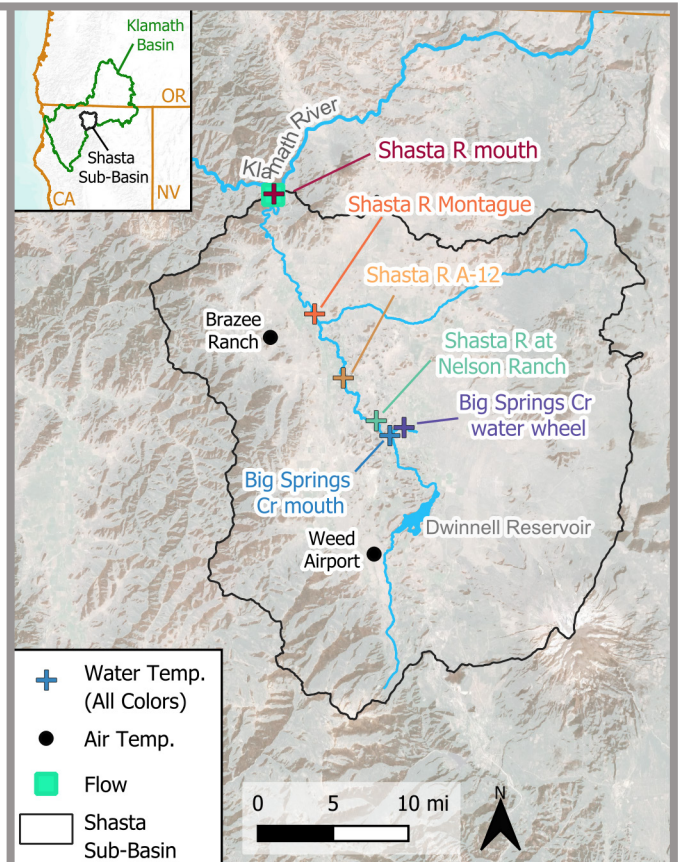 Klamath
Basin
OR
Shasta
Sub-Basin
CA
NV
Klamath River
Shasta R mouth
Shasta R Montague
Shasta R A-12
Brazee
Ranch
Shasta R at
Nelson Ranch
Big Springs Cr
water wheel
Big Springs
Cr mouth
Dwinnell Reservoir
Weed
Airport
Water Temp.
(All Colors)
Air Temp.
Flow
Shasta
Sub-Basin
0 5 10 mi
N